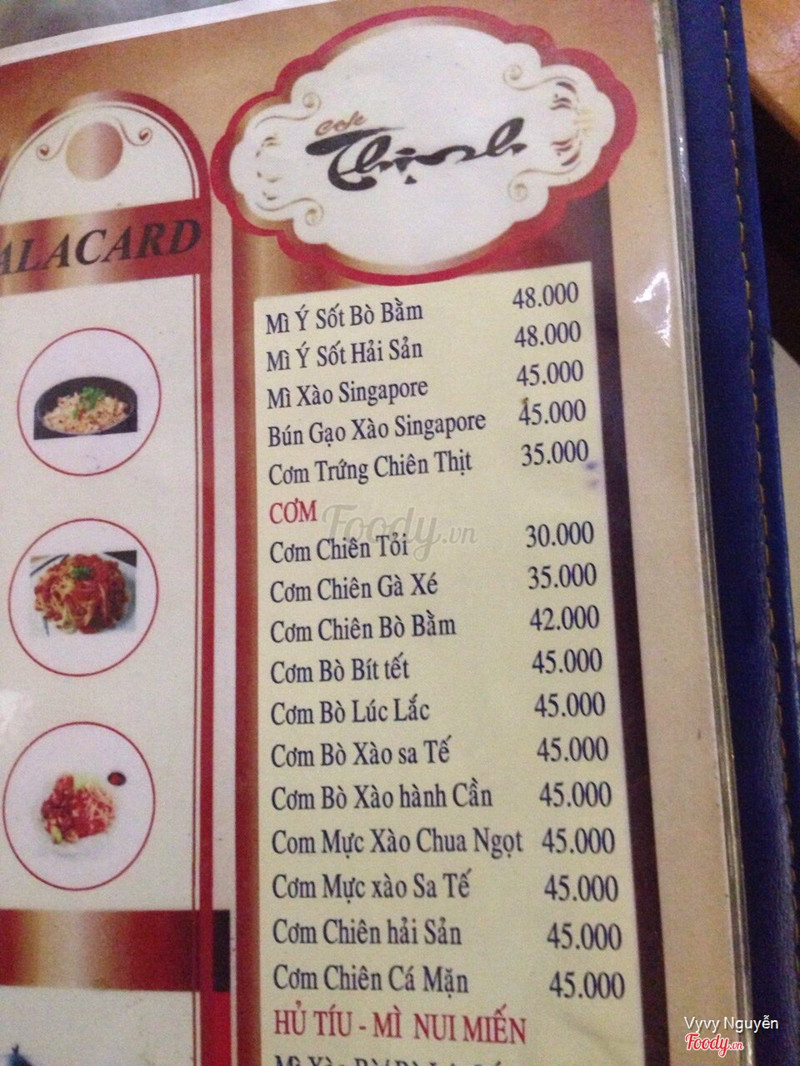 Cafe
Thịnh
ALACARD
Mì Ý Sốt Bò Bằm 48.000
Mì Ý Sốt Hải Sản 48.000
Mì Xào Singapore 45.000
Bún Gạo Xào Singapore 45.000
Cơm Trứng Chiên Thịt 35.000
CƠM
Foody.vn
Cơm Chiên Tỏi 30.000
Cơm Chiên Gà Xé 35.000
Cơm Chiên Bò Bằm 42.000
Cơm Bò Bít tết 45.000
Cơm Bò Lúc Lắc 45.000
Cơm Bò Xào sa Tế 45.000
Cơm Bò Xào hành Cần 45.000
Com Mực Xào Chua Ngọt 45.000
Cơm Mực xào Sa Tế 45.000
Cơm Chiên hải Sản 45.000
Cơm Chiên Cá Mặn 45.000
HỦ TÍU - MÌ NUI MIẾN
Vyvy Nguyễn
Foody.vn